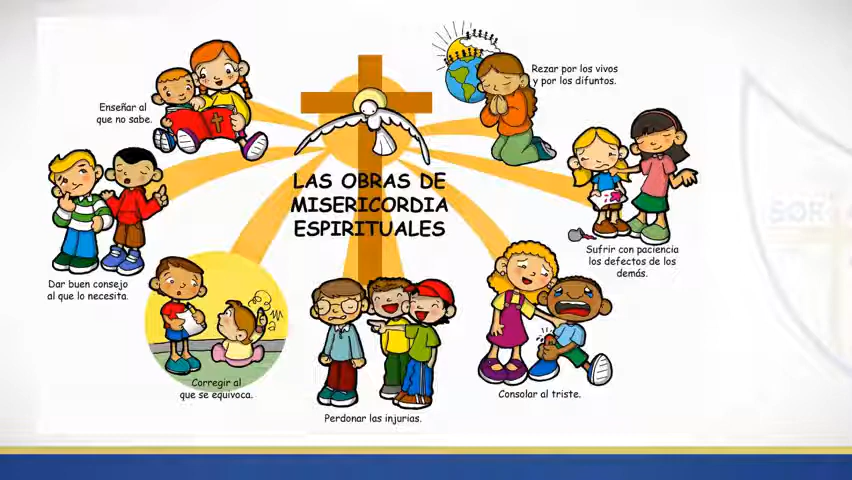 LAS OBRAS DE
MISERICORDIA
ESPIRITUALES
Enseñar al
que no sabe.
Rezar por los vivos
y por los difuntos.
Dar buen consejo
al que lo necesita.
Sufrir con paciencia
los defectos de los
demás.
Corregir al
que se equivoca.
Perdonar las injurias.
Consolar al triste.